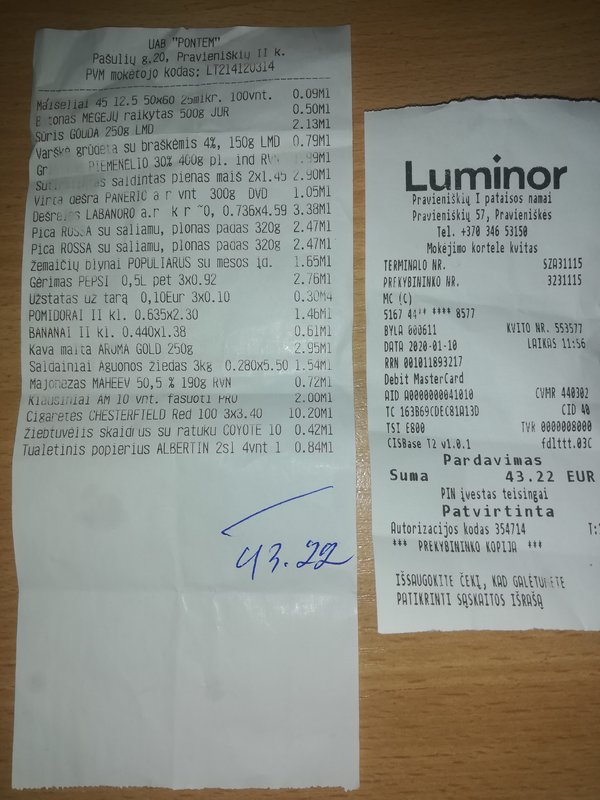 UAB "PONTEM"
Pašulių g.20, Pravieniškių II k.
PVM mokėtojo kodas: LT214120314
Maišeliai 45 12.5 50x60 25mikr. 100vnt. 0.09M1
MĖGĖJŲ raikytas 500g JUR 0.50M1
Sūris GOUDA 250g LMD 2.13M1
Varškė grūdėta su braškėmis 4%, 150g LMD 0.79M1
PIEMENĖLIO 30% 400g pl. ind RVN 1.99M1
saldintas pienas maiš 2x1.45 2.90M1
Virta dešra PANERIO a r vnt 300g DVD 1.05M1
Dešrelės LABANORO a.r 0.736x4.59 3.38M1
Pica ROSSA su saliamu, plonas padas 320g 2.47M1
Pica ROSSA su saliamu, plonas padas 320g 2.47M1
Žemaičių blynai POPULIARUS su mėsos įd. 1.65M1
Gėrimas PEPSI 0,5L pet 3x0.92 2.76M1
Užstatas už tarą 0,10Eur 3x0.10 0.30M4
POMIDORAI II kl. 0.635x2.30 1.46M1
BANANAI II kl. 0.440x1.38 0.61M1
Kava malta AROMA GOLD 250g 2.95M1
Saldainiai Aguonos žiedas 3kg 0.280x5.50 1.54M1
Majonezas MAHEEV 50,5 % 190g RVN 0.72M1
Kiaušiniai AM 10 vnt. fasuoti PRU 2.00M1
Cigaretės CHESTERFIELD Red 100 3x3.40 10.20M1
Žiebtuvėlis skaidrus su ratuku COYOTE 10 0.42M1
Tualetinis popierius ALBERTIN 2sl 4vnt 1 0.84M1
43.22
Luminor
Pravieniškių I pataisos namai
Pravieniškių 57, Pravieniškės
Tel. +370 346 53150
Mokėjimo kortele kvitas
TERMINALO NR. SZA31115
PREKYBININKO NR. 3231115
MC (C)
5167 44** **** 8577
BYLA 000611 KVITO NR. 553577
DATA 2020-01-10 LAIKAS 11:56
RRN 001011893217
Debit MasterCard
AID A0000000041010 CVMR 440302
TC 163B69CDEC81A13D CID 40
TSI E800 TVR 0000008000
CISBase T2 v1.0.1 fdlttt.03C
Pardavimas
Suma 43.22 EUR
PIN įvestas teisingai
Patvirtinta
Autorizacijos kodas 354714 T:
*** PREKYBININKO KOPIJA ***
IŠSAUGOKITE ČEKĮ, KAD GALĖTUMĖTE
PATIKRINTI SĄSKAITOS IŠRAŠĄ